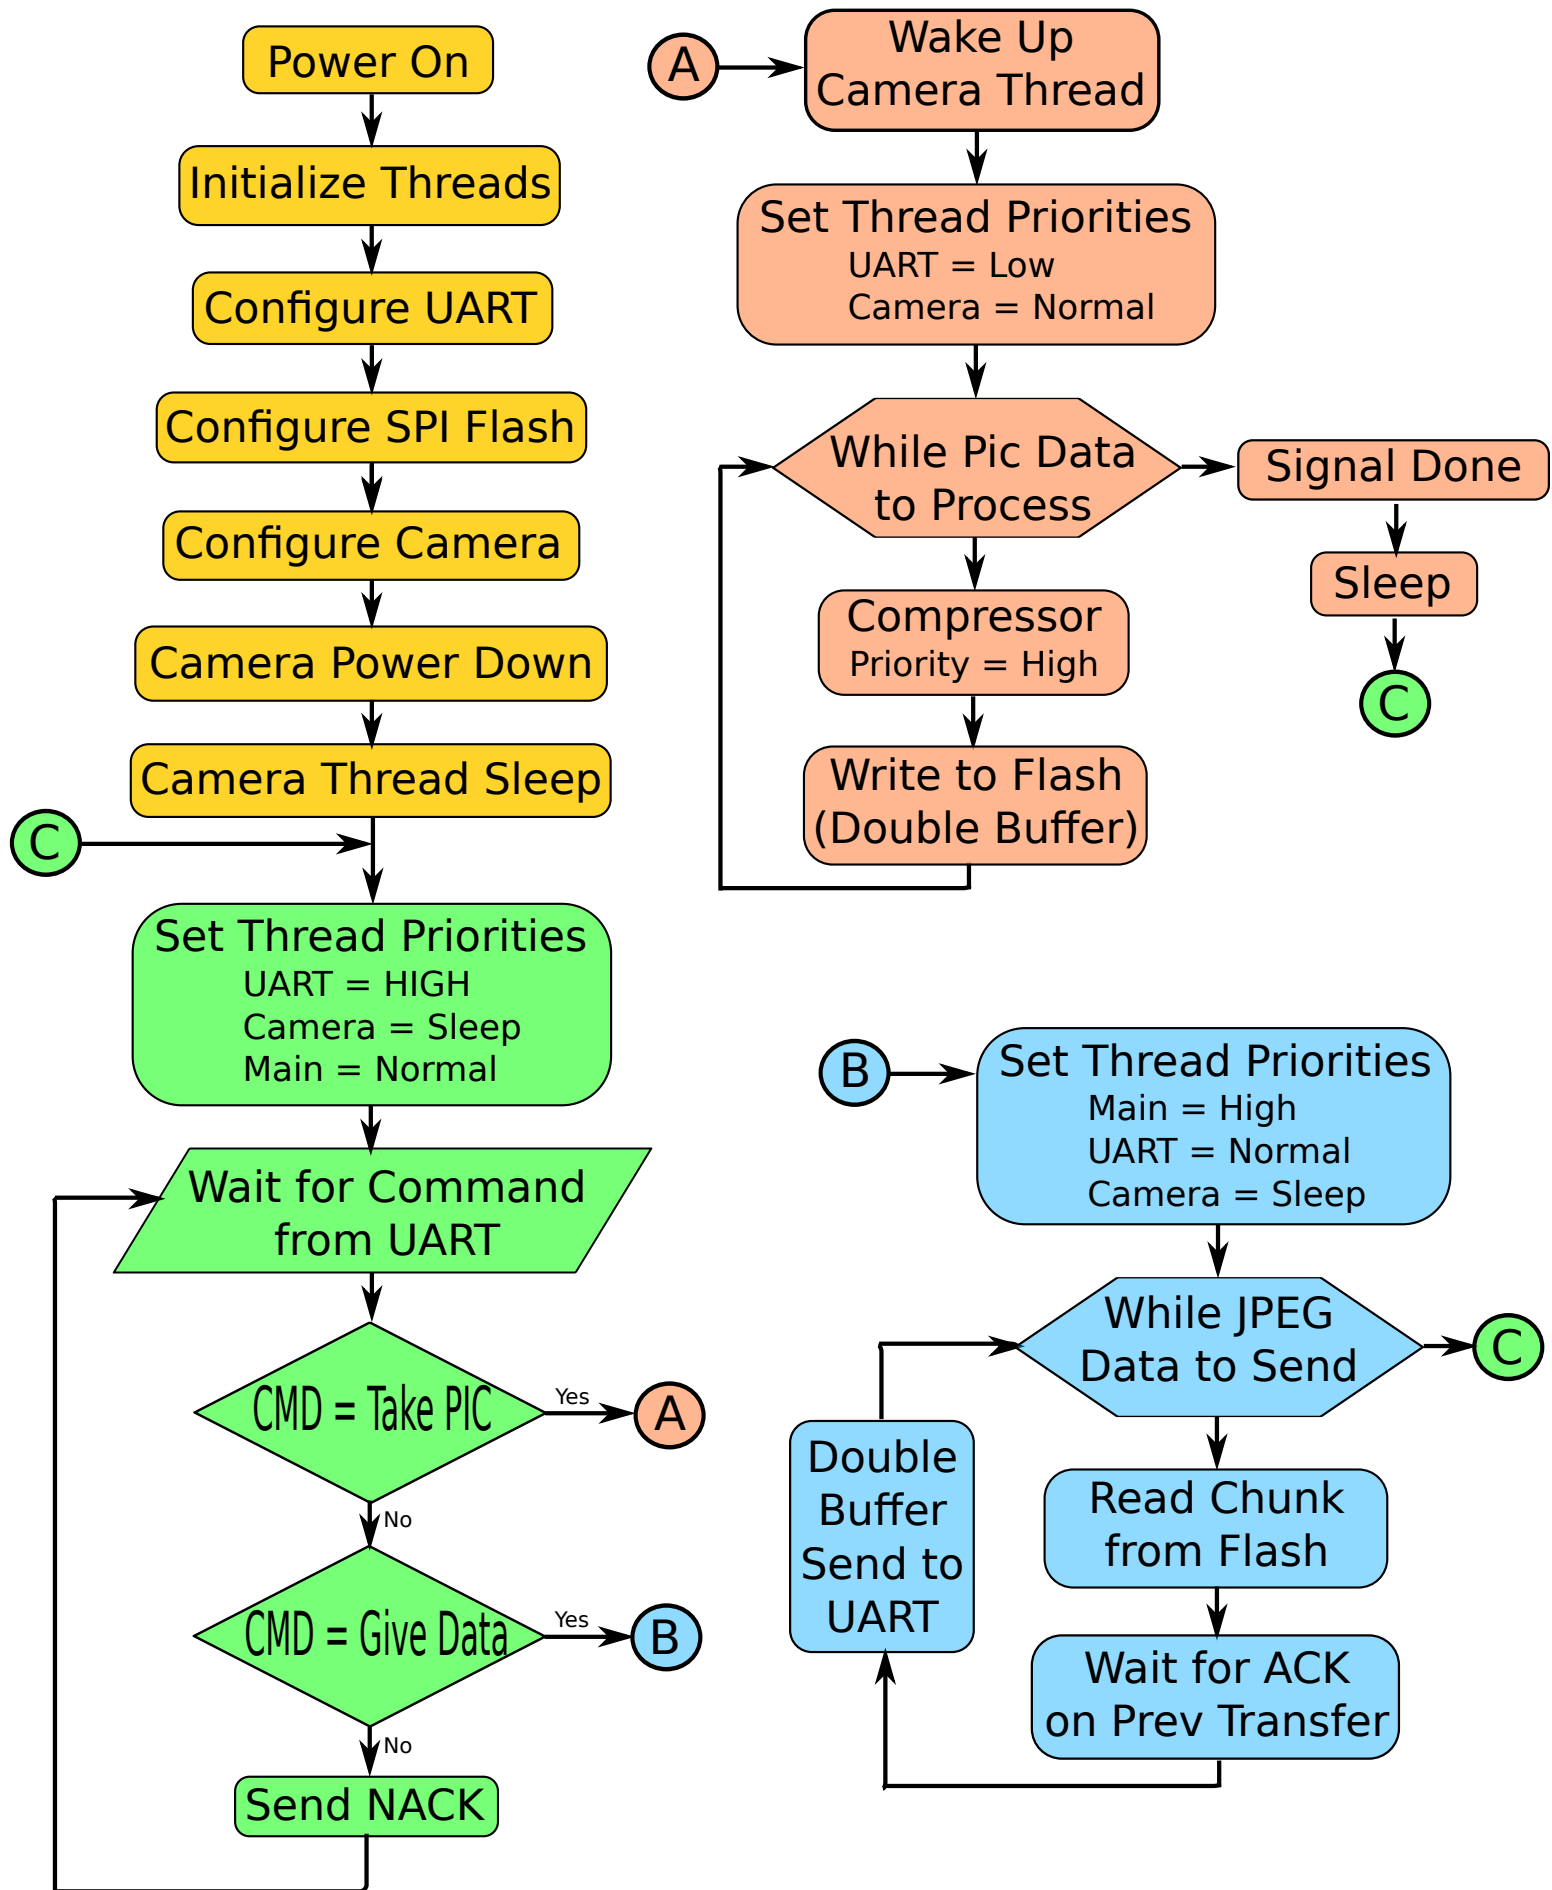 Power On
Initialize Threads
Configure UART
Configure SPI Flash
Configure Camera
Camera Power Down
Camera Thread Sleep
C
Set Thread Priorities
UART = HIGH
Camera = Sleep
Main = Normal
Wait for Command
from UART
CMD = Take PIC
Yes
A
No
CMD = Give Data
Yes
B
No
Send NACK
A
Wake Up
Camera Thread
Set Thread Priorities
UART = Low
Camera = Normal
While Pic Data
to Process
Signal Done
Sleep
C
Compressor
Priority = High
Write to Flash
(Double Buffer)
B
Set Thread Priorities
Main = High
UART = Normal
Camera = Sleep
While JPEG
Data to Send
C
Read Chunk
from Flash
Wait for ACK
on Prev Transfer
Double
Buffer
Send to
UART